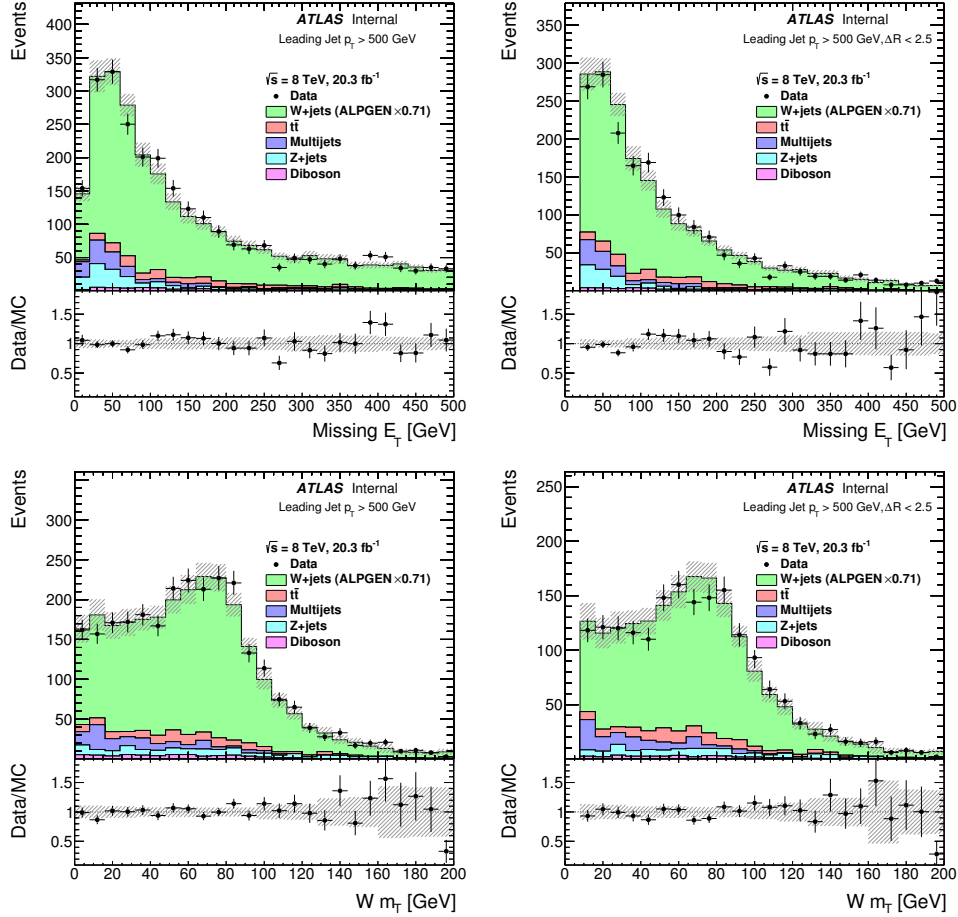 Events
400
350
300
250
200
150
100
50
ATLAS Internal
Leading Jet p_T > 500 GeV
√s = 8 TeV, 20.3 fb⁻¹
Data
W+jets (ALPGEN×0.71)
tt̄
Multijets
Z+jets
Diboson
Data/MC
1.5
1
0.5
0 50 100 150 200 250 300 350 400 450 500
Missing E_T [GeV]
Events
350
300
250
200
150
100
50
ATLAS Internal
Leading Jet p_T > 500 GeV, ΔR < 2.5
√s = 8 TeV, 20.3 fb⁻¹
Data
W+jets (ALPGEN×0.71)
tt̄
Multijets
Z+jets
Diboson
Data/MC
1.5
1
0.5
0 50 100 150 200 250 300 350 400 450 500
Missing E_T [GeV]
Events
350
300
250
200
150
100
50
ATLAS Internal
Leading Jet p_T > 500 GeV
√s = 8 TeV, 20.3 fb⁻¹
Data
W+jets (ALPGEN×0.71)
tt̄
Multijets
Z+jets
Diboson
Data/MC
1.5
1
0.5
0 20 40 60 80 100 120 140 160 180 200
W m_T [GeV]
Events
250
200
150
100
50
ATLAS Internal
Leading Jet p_T > 500 GeV, ΔR < 2.5
√s = 8 TeV, 20.3 fb⁻¹
Data
W+jets (ALPGEN×0.71)
tt̄
Multijets
Z+jets
Diboson
Data/MC
1.5
1
0.5
0 20 40 60 80 100 120 140 160 180 200
W m_T [GeV]